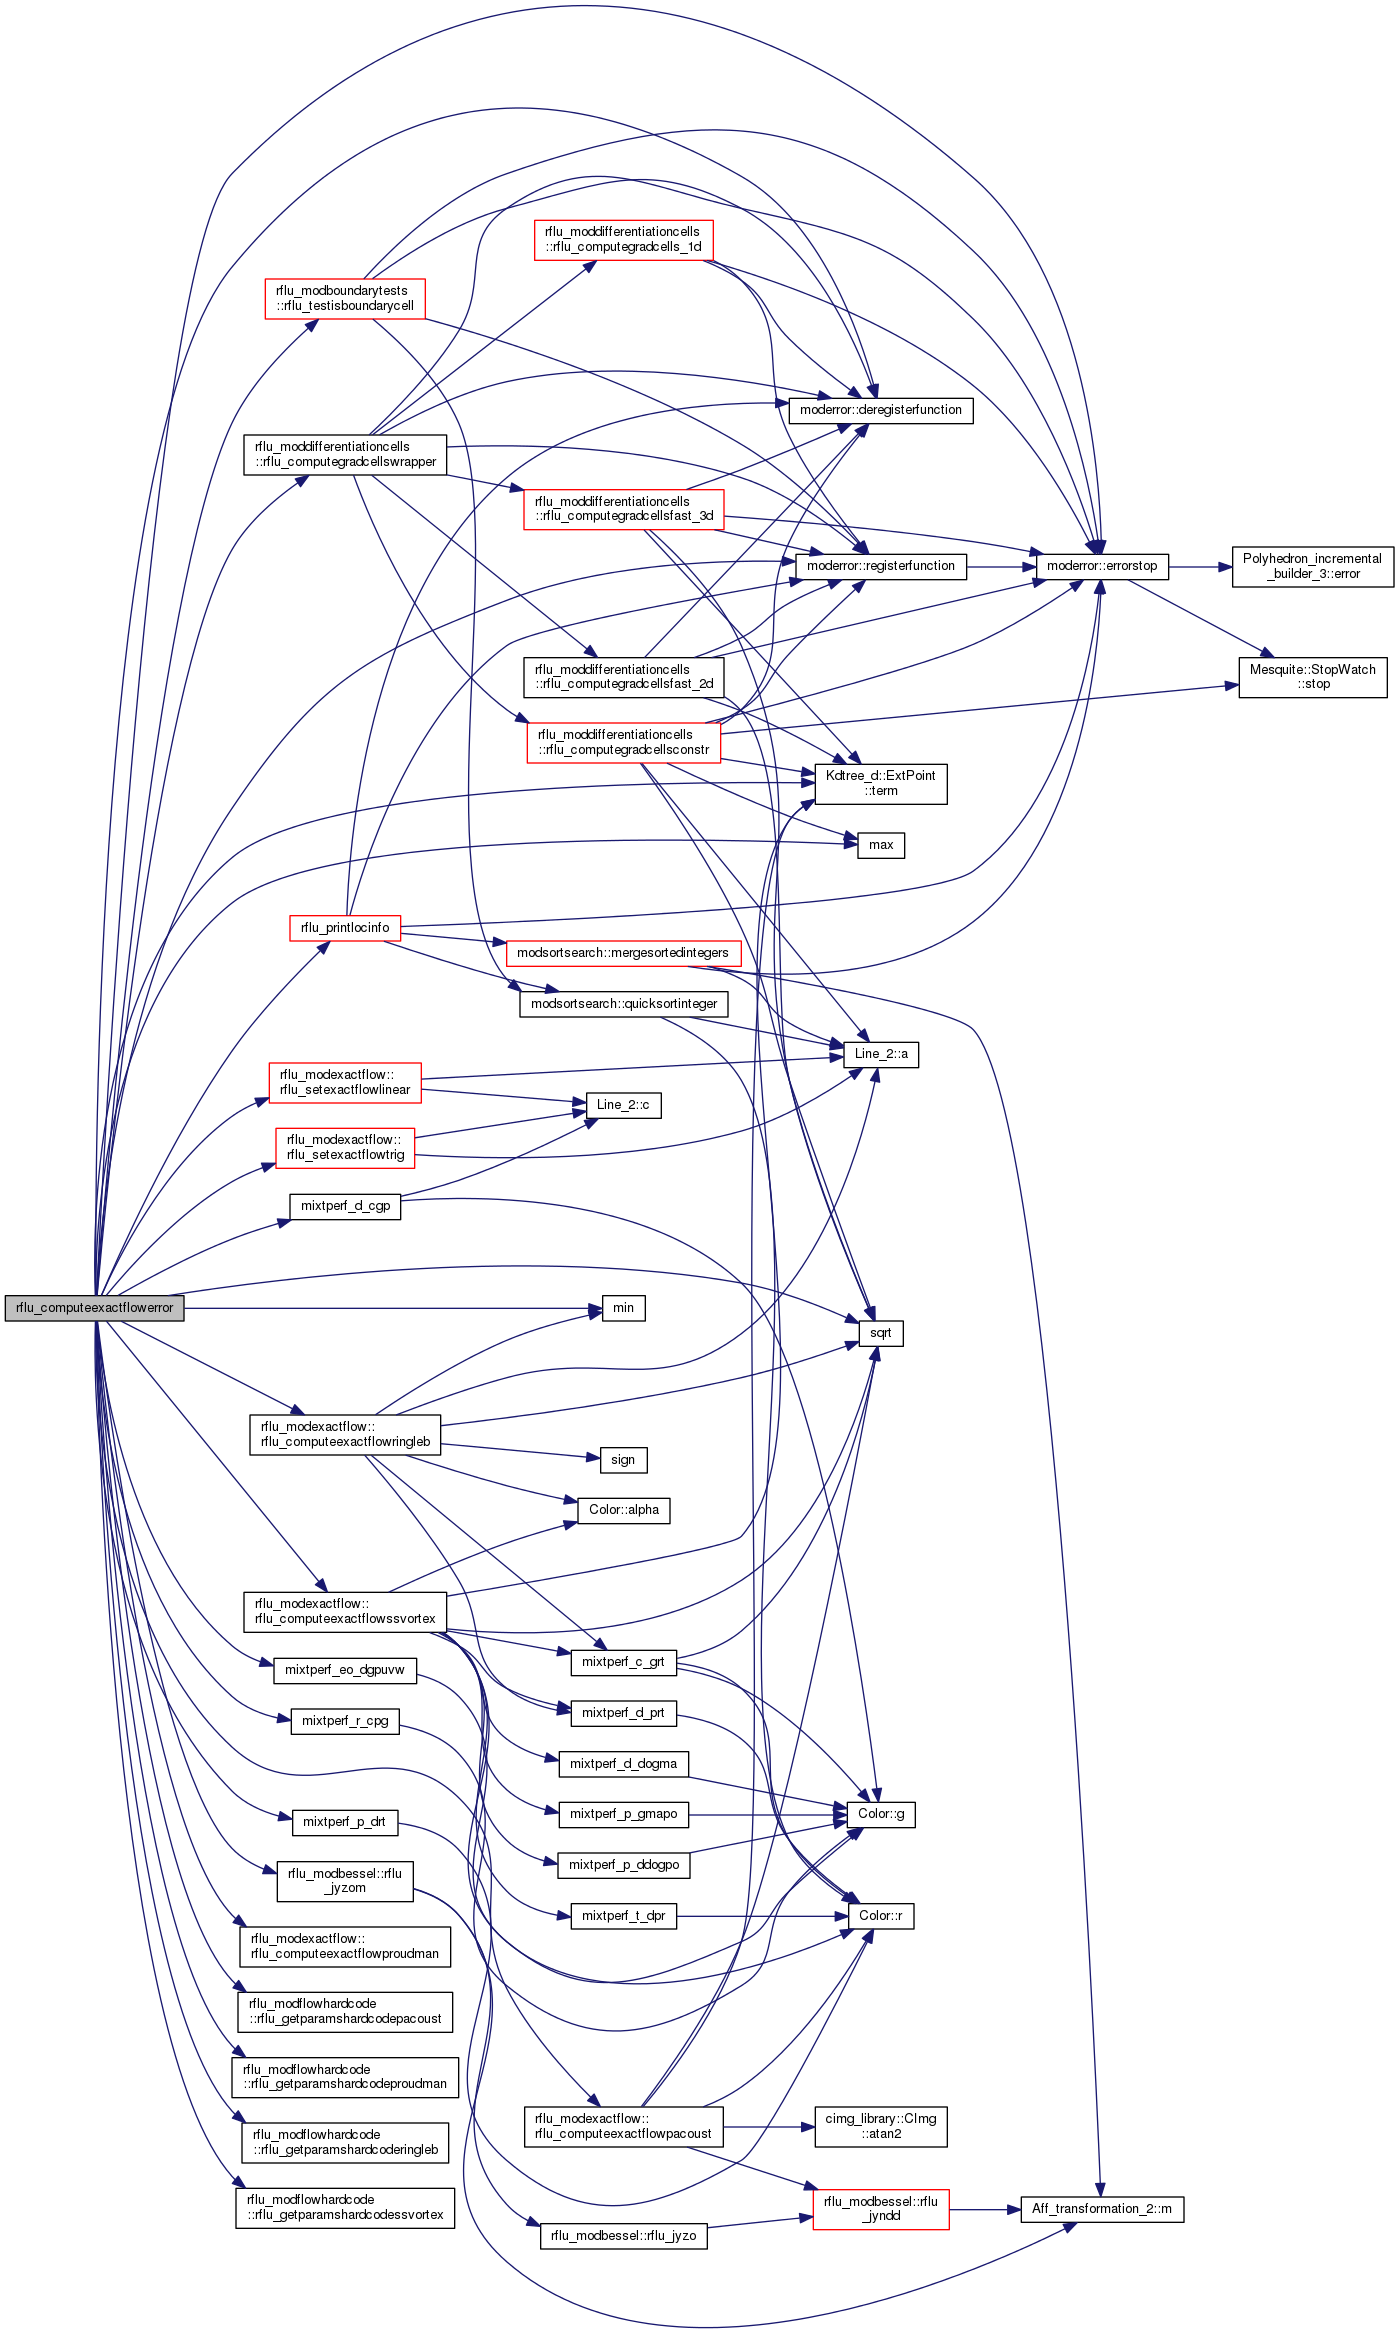 rflu_moddifferentiationcells
::rflu_computegradcells_1d
rflu_modboundarytests
::rflu_testisboundarycell
moderror::deregisterfunction
rflu_moddifferentiationcells
::rflu_computegradcellswrapper
rflu_moddifferentiationcells
::rflu_computegradcellsfast_3d
moderror::registerfunction
moderror::errorstop
Polyhedron_incremental
_builder_3::error
rflu_moddifferentiationcells
::rflu_computegradcellsfast_2d
Mesquite::StopWatch
::stop
rflu_moddifferentiationcells
::rflu_computegradcellsconstr
Kdtree_d::ExtPoint
::term
max
rflu_printlocinfo
modsortsearch::mergesortedintegers
modsortsearch::quicksortinteger
Line_2::a
rflu_modexactflow::
rflu_setexactflowlinear
Line_2::c
rflu_modexactflow::
rflu_setexactflowtrig
mixtperf_d_cgp
rflu_computeexactflowerror
min
sqrt
rflu_modexactflow::
rflu_computeexactflowringleb
sign
Color::alpha
rflu_modexactflow::
rflu_computeexactflowssvortex
mixtperf_c_grt
mixtperf_eo_dgpuvw
mixtperf_d_prt
mixtperf_r_cpg
mixtperf_d_dogma
mixtperf_p_gmapo
Color::g
mixtperf_p_drt
mixtperf_p_ddogpo
rflu_modbessel::rflu
_jyzom
mixtperf_t_dpr
Color::r
rflu_modexactflow::
rflu_computeexactflowproudman
rflu_modflowhardcode
::rflu_getparamshardcodepacoust
rflu_modflowhardcode
::rflu_getparamshardcodeproudman
rflu_modexactflow::
rflu_computeexactflowpacoust
cimg_library::CImg
::atan2
rflu_modflowhardcode
::rflu_getparamshardcoderingleb
rflu_modflowhardcode
::rflu_getparamshardcodessvortex
rflu_modbessel::rflu
_jyndd
Aff_transformation_2::m
rflu_modbessel::rflu_jyzo